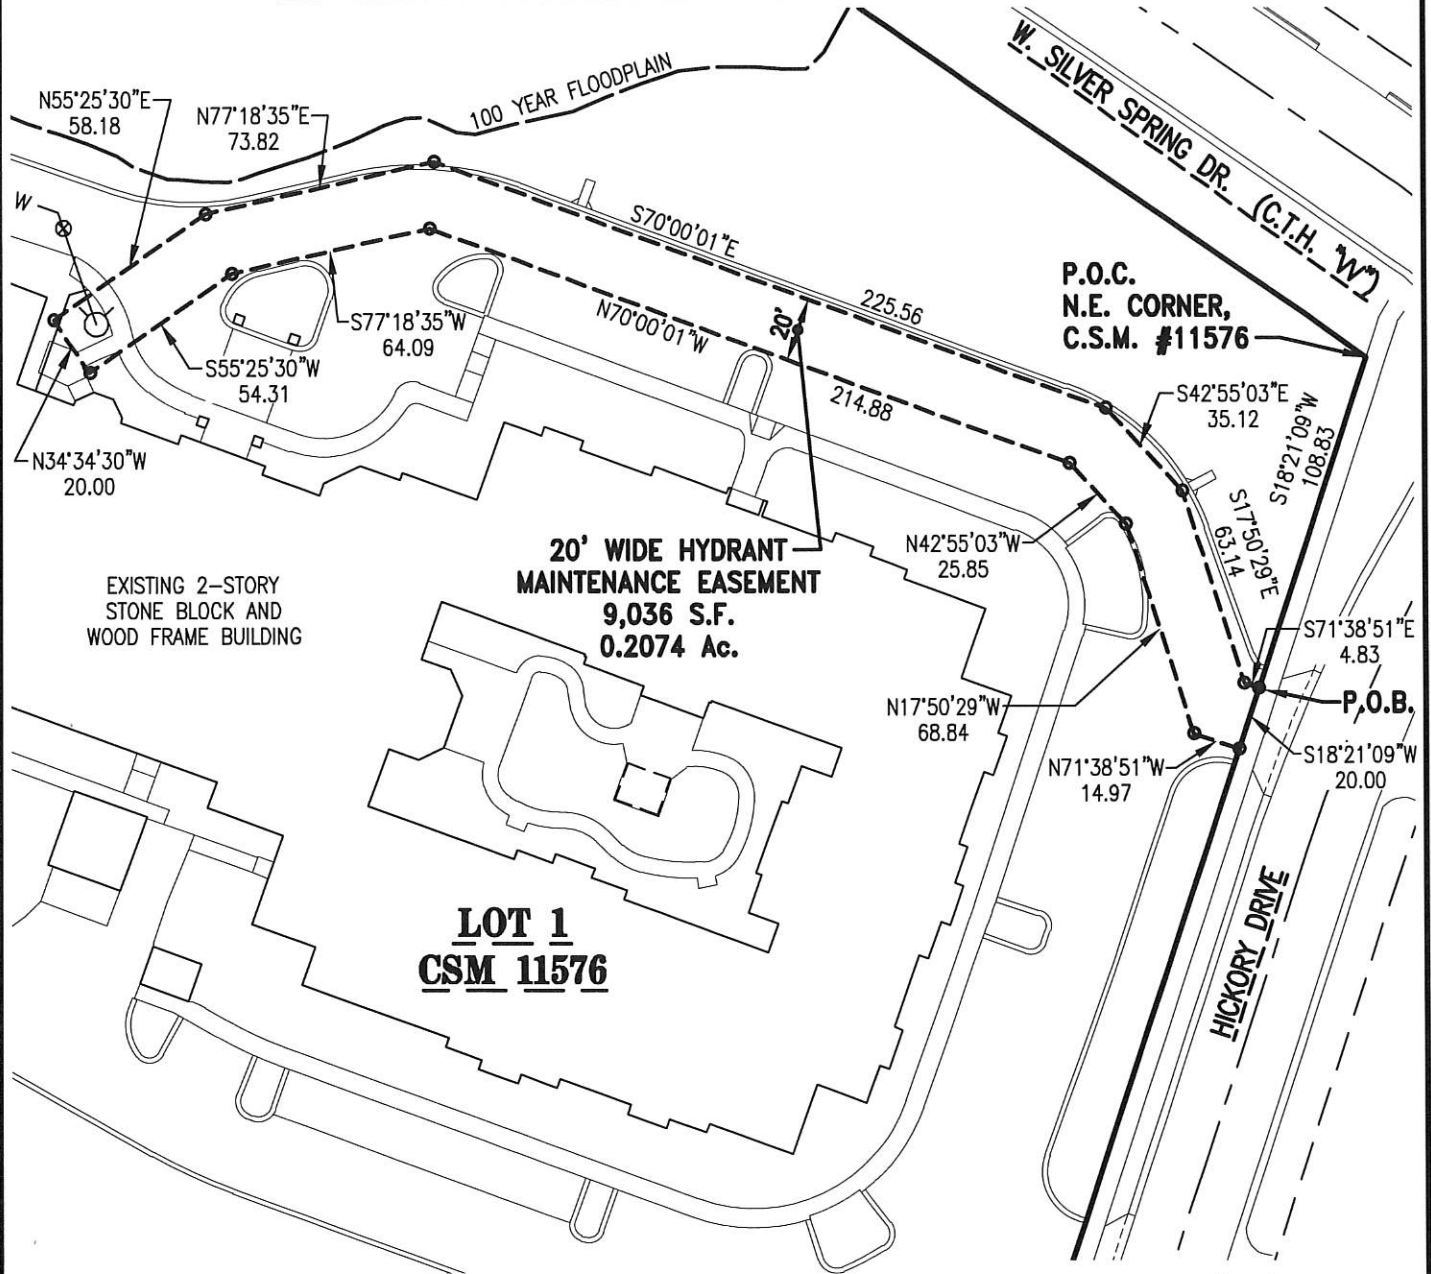 W. SILVER SPRING DR. (C.T.H. "W")
N55°25'30"E
58.18
N77°18'35"E
73.82
100 YEAR FLOODPLAIN
W
S70°00'01"E
225.56
P.O.C.
N.E. CORNER,
C.S.M. #11576
S77°18'35"W
64.09
N70°00'01"W
214.88
20'
S55°25'30"W
54.31
S42°55'03"E
35.12
S18°21'09"W
108.83
N34°34'30"W
20.00
S17°50'29"E
63.14
N42°55'03"W
25.85
20' WIDE HYDRANT
MAINTENANCE EASEMENT
9,036 S.F.
0.2074 Ac.
EXISTING 2-STORY
STONE BLOCK AND
WOOD FRAME BUILDING
S71°38'51"E
4.83
P.O.B.
N17°50'29"W
68.84
N71°38'51"W
14.97
S18°21'09"W
20.00
HICKORY DRIVE
LOT 1
CSM 11576